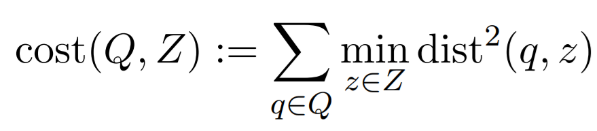 cost(Q, Z) := ∑_{q∈Q} min_{z∈Z} dist²(q, z)